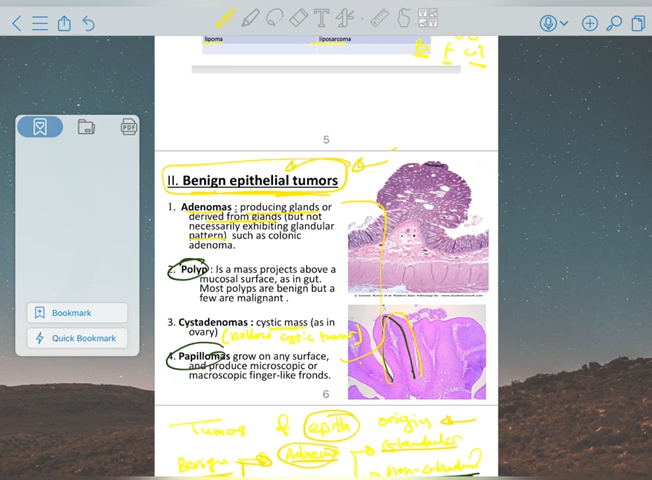 lipoma
liposarcoma
5
II. Benign epithelial tumors
1. Adenomas : producing glands or
derived from glands (but not
necessarily exhibiting glandular
pattern) such as colonic
adenoma.
2. Polyp : Is a mass projects above a
mucosal surface, as in gut.
Most polyps are benign but a
few are malignant .
3. Cystadenomas : cystic mass (as in
ovary)
(hollow cystic tumor)
4. Papillomas grow on any surface,
and produce microscopic or
macroscopic finger-like fronds.
6
Tumors of epith origin
Glandular
Benign
non-glandular
PDF
Bookmark
Quick Bookmark